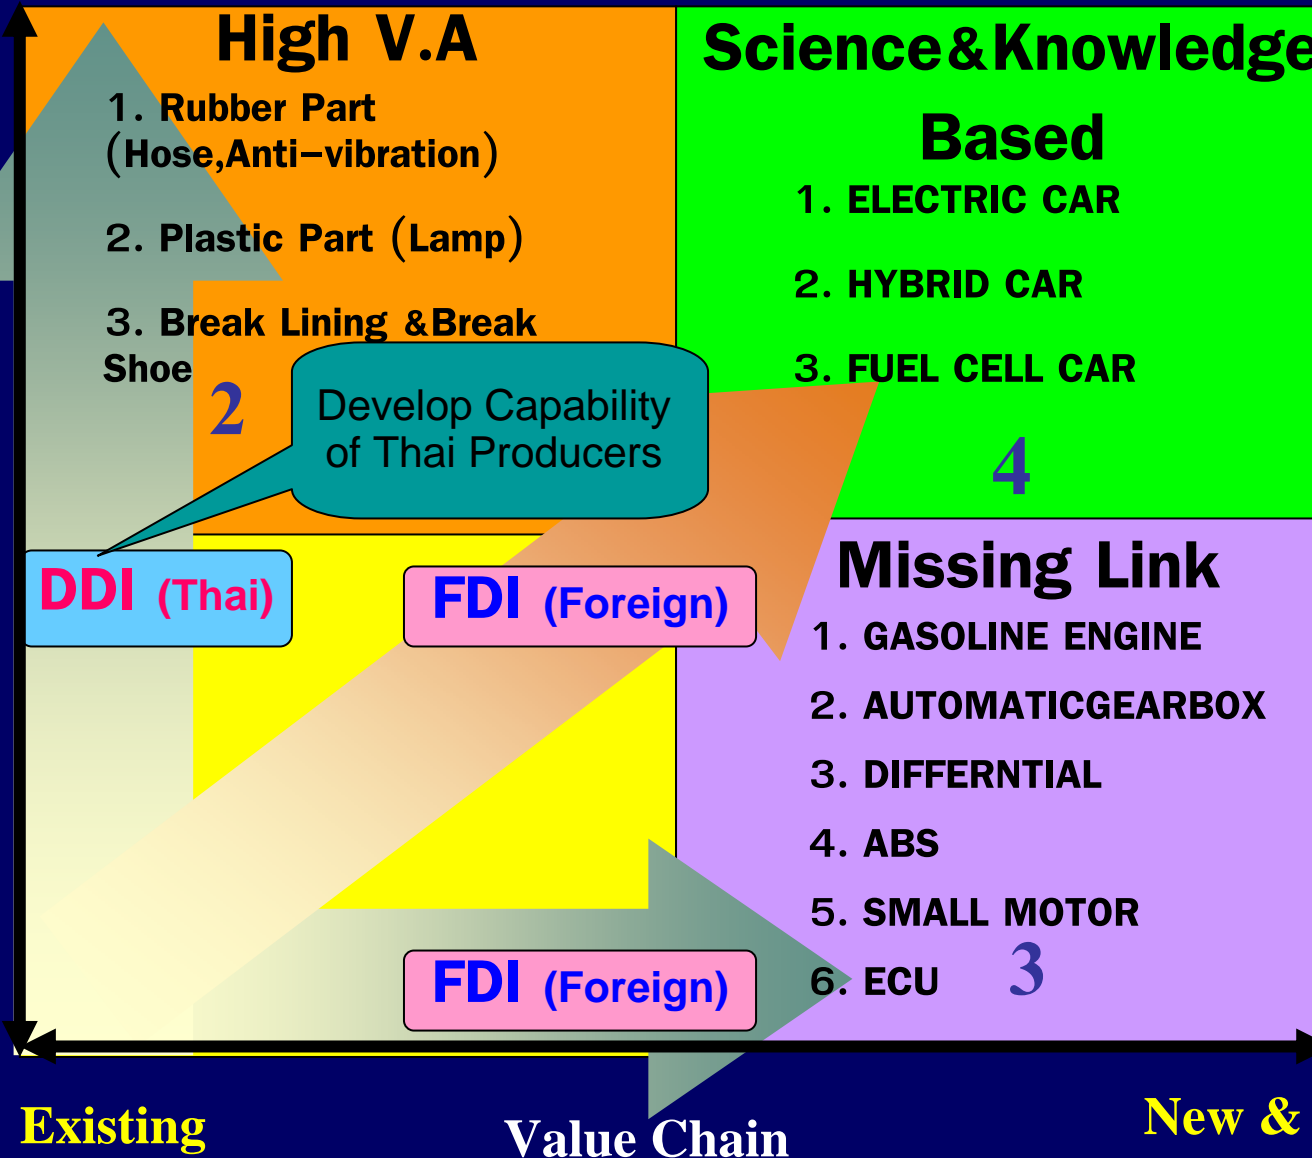 High V.A
1. Rubber Part
(Hose,Anti–vibration)
2. Plastic Part (Lamp)
3. Break Lining &Break
Shoe
2
Science&Knowledge
Based
1. ELECTRIC CAR
2. HYBRID CAR
3. FUEL CELL CAR
4
Develop Capability
of Thai Producers
DDI (Thai)
FDI (Foreign)
Missing Link
1. GASOLINE ENGINE
2. AUTOMATICGEARBOX
3. DIFFERNTIAL
4. ABS
5. SMALL MOTOR
6. ECU
3
FDI (Foreign)
Existing
Value Chain
New &